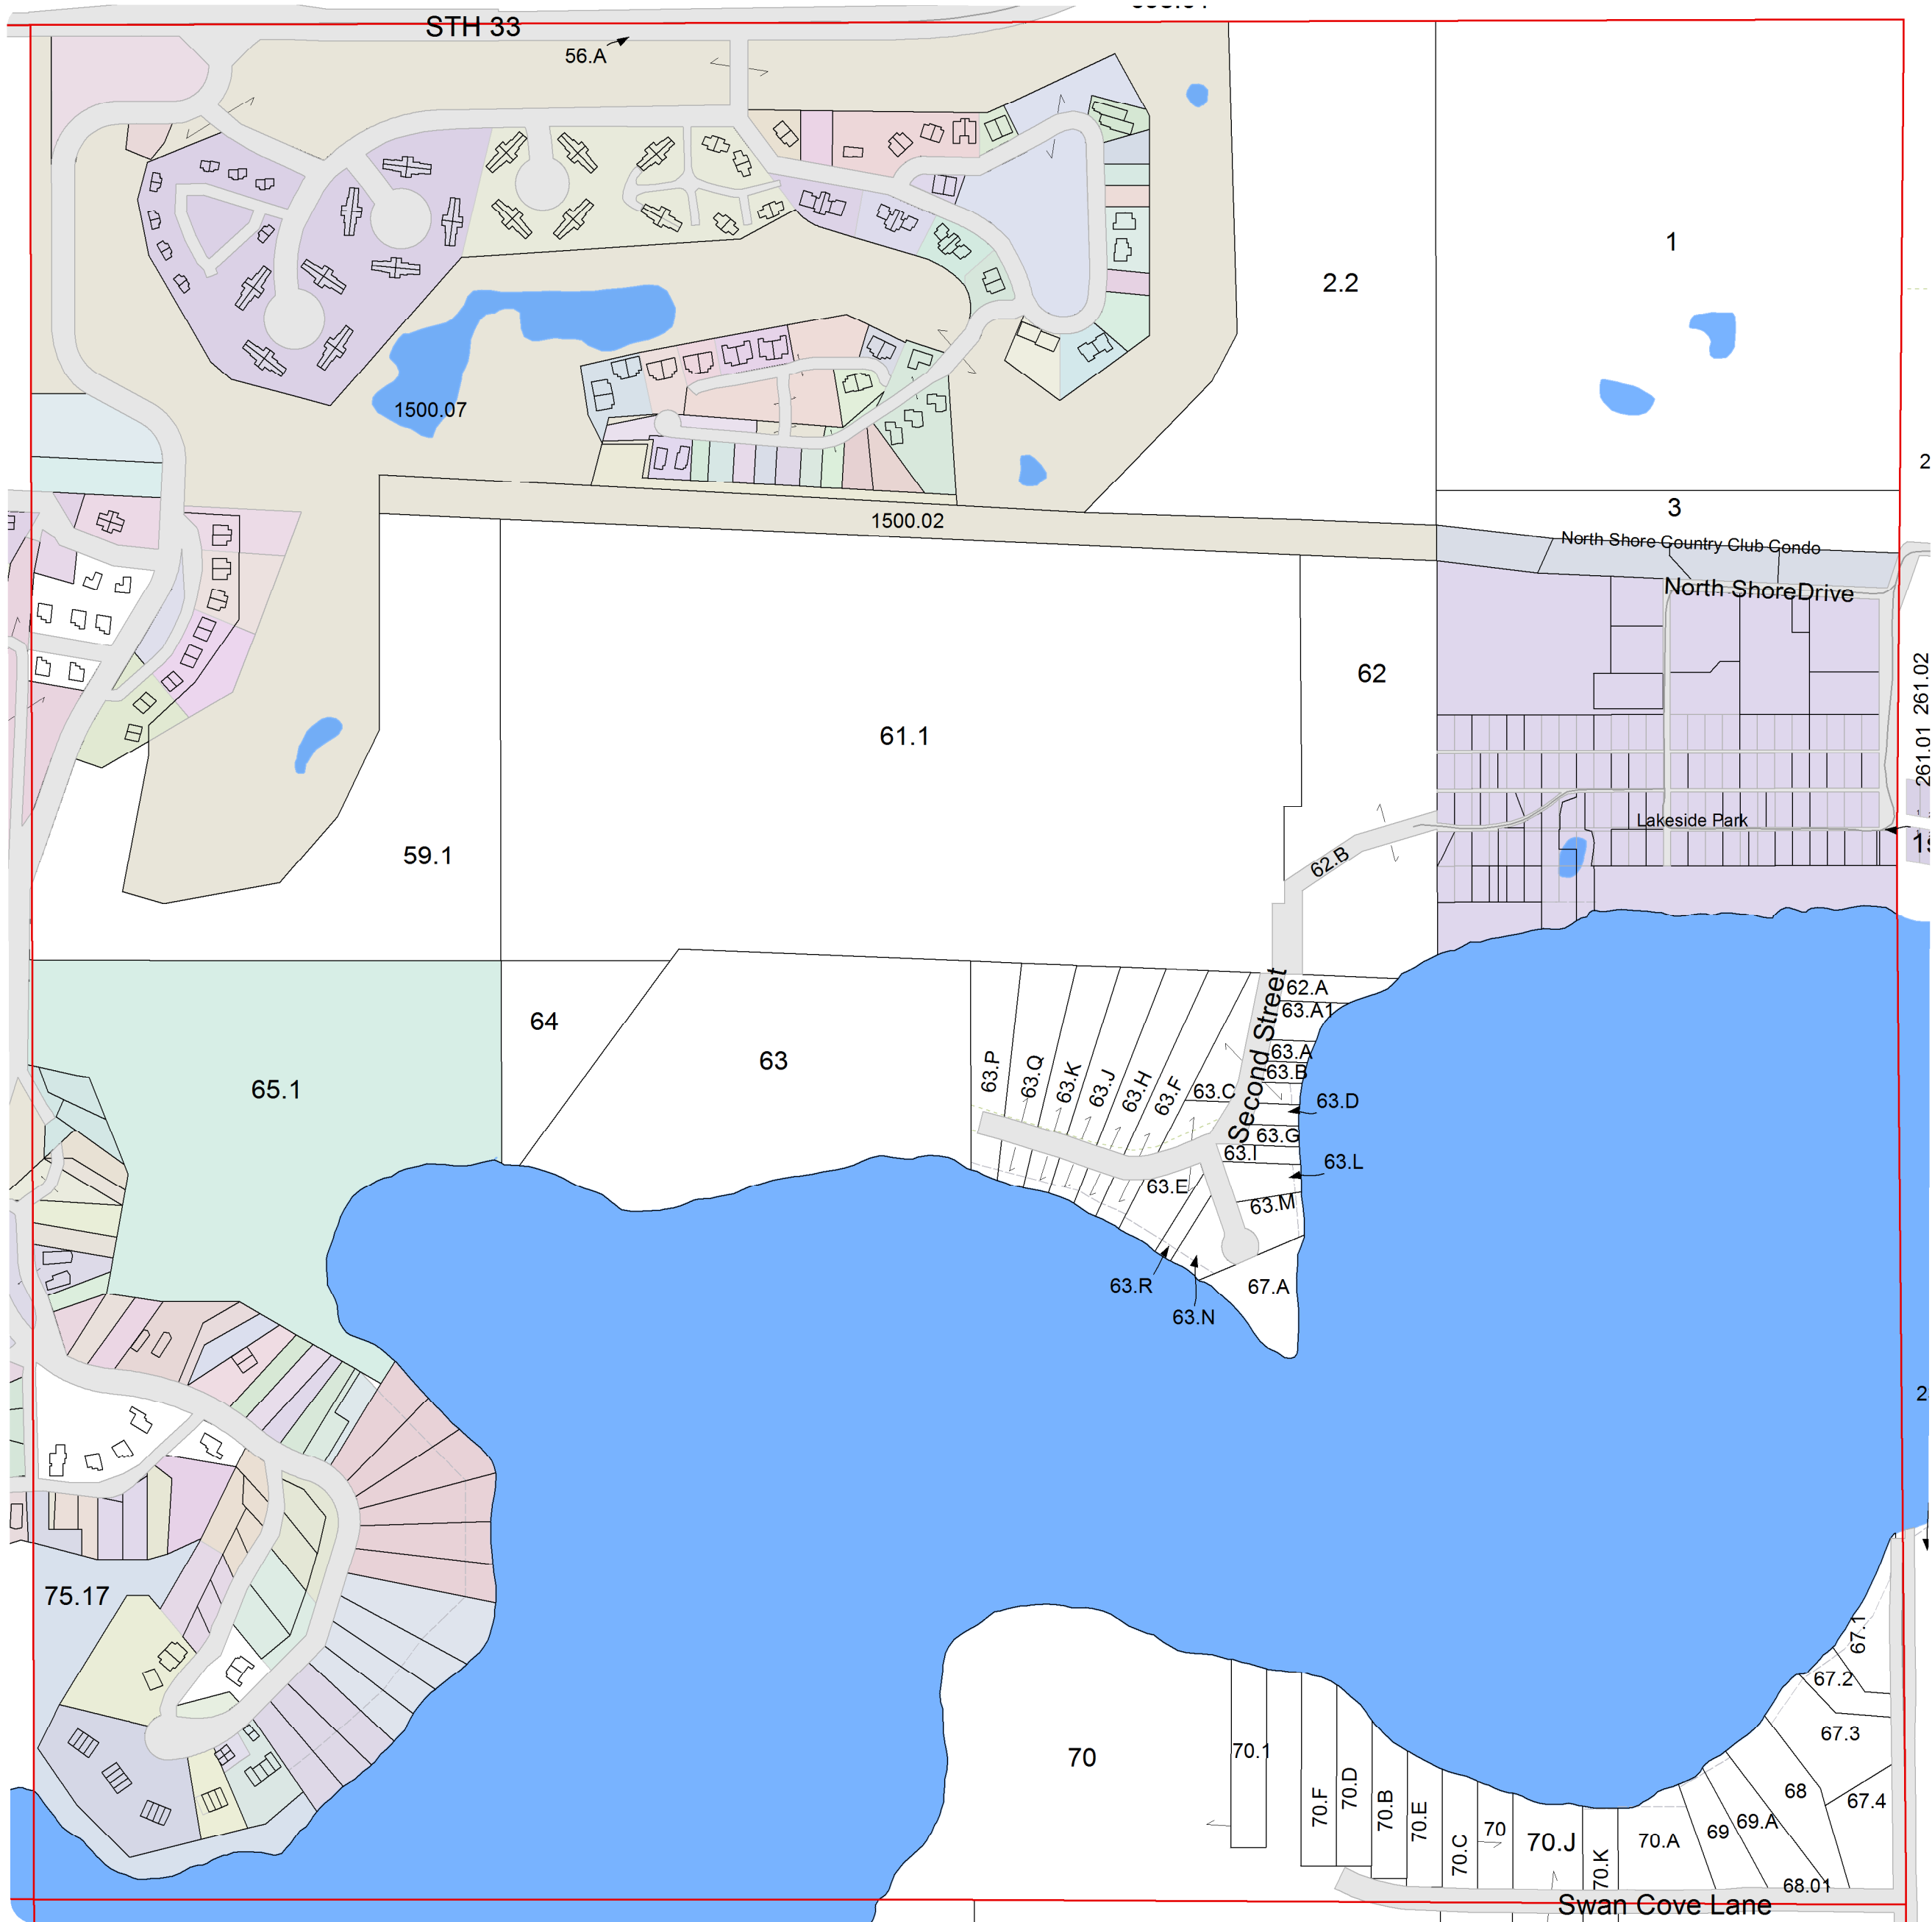 STH 33
56.A
1
2.2
1500.07
3
1500.02
North Shore Country Club Condo
North ShoreDrive
62
61.1
261.02
261.01
Lakeside Park
59.1
62.B
62.A
63.A1
64
63
Second Street
63.A
63.B
63.P
63.Q
63.K
63.J
63.H
63.F
63.C
65.1
63.D
63.G
63.I
63.L
63.E
63.M
63.R
63.N
67.A
75.17
67.1
67.2
67.3
70
70.1
70.F
70.D
70.B
70.E
70.C
70
70.J
70.K
70.A
69
69.A
68
67.4
68.01
Swan Cove Lane